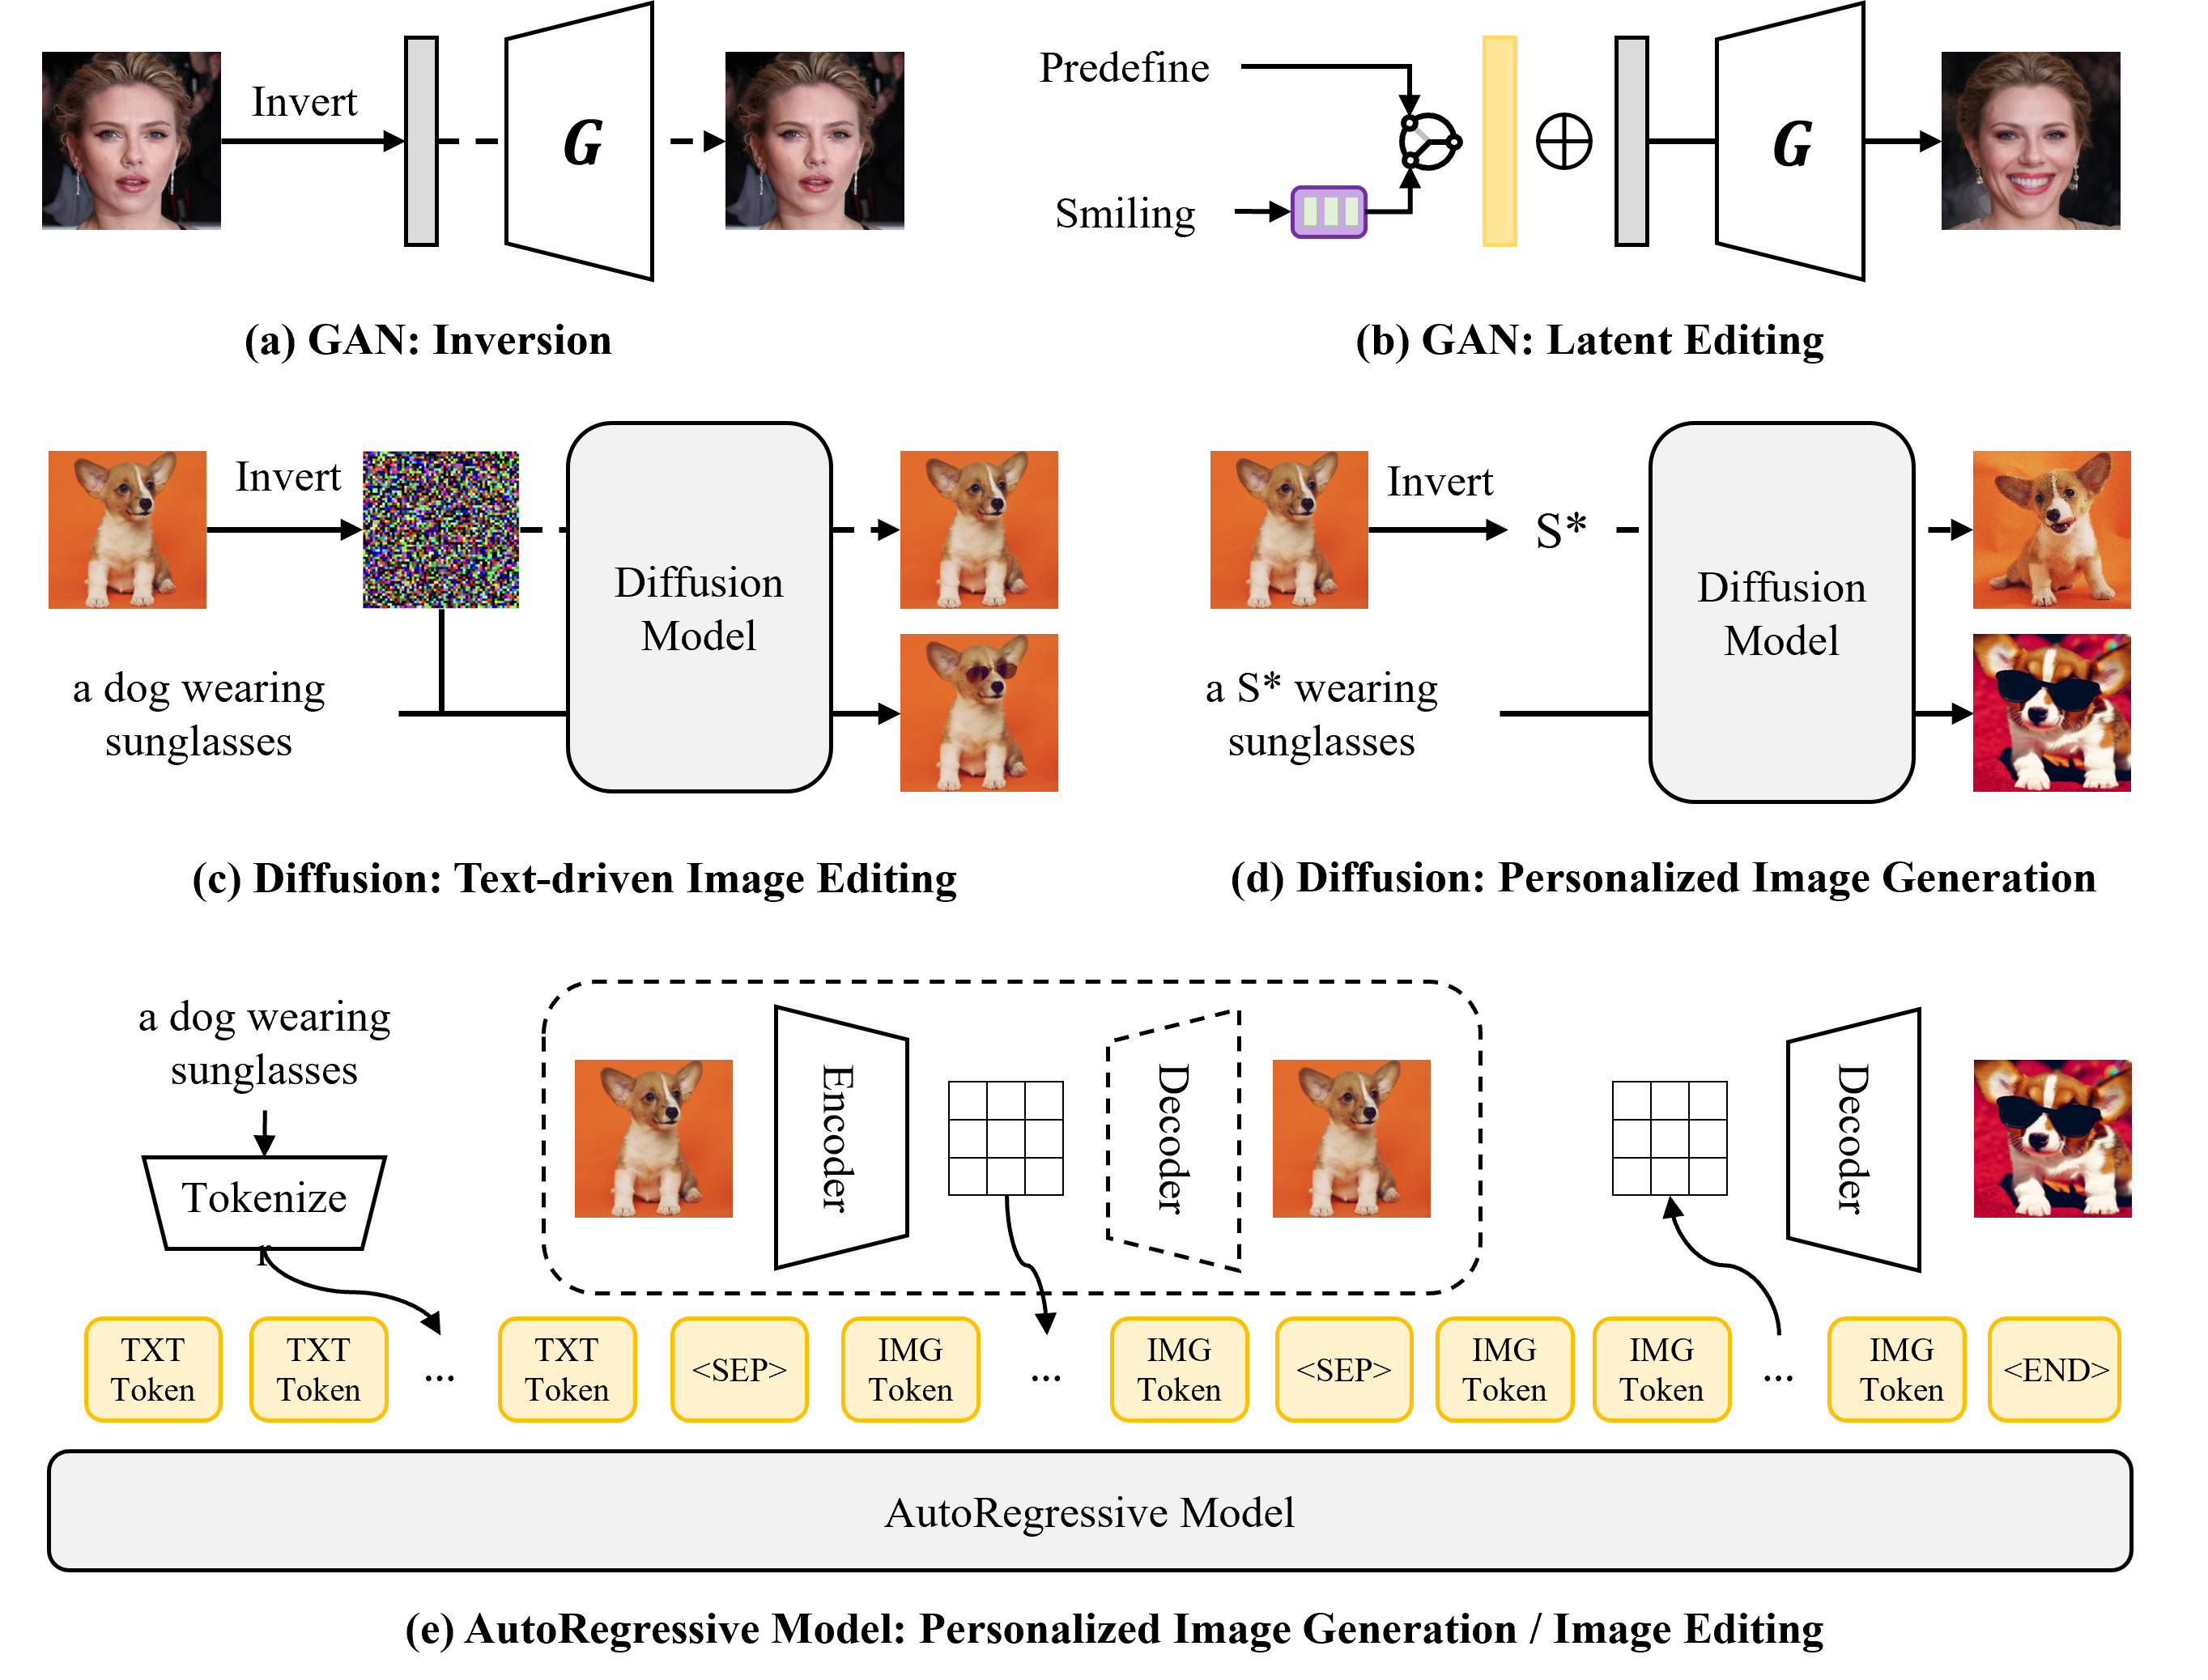 Invert
G
(a) GAN: Inversion
Predefine
Smiling
G
(b) GAN: Latent Editing
Invert
Diffusion
Model
a dog wearing
sunglasses
(c) Diffusion: Text-driven Image Editing
Invert
S*
Diffusion
Model
a S* wearing
sunglasses
(d) Diffusion: Personalized Image Generation
a dog wearing
sunglasses
Tokenize
r
Encoder
Decoder
Decoder
TXT
Token
TXT
Token
...
TXT
Token
<SEP>
IMG
Token
...
IMG
Token
<SEP>
IMG
Token
IMG
Token
...
IMG
Token
<END>
AutoRegressive Model
(e) AutoRegressive Model: Personalized Image Generation / Image Editing